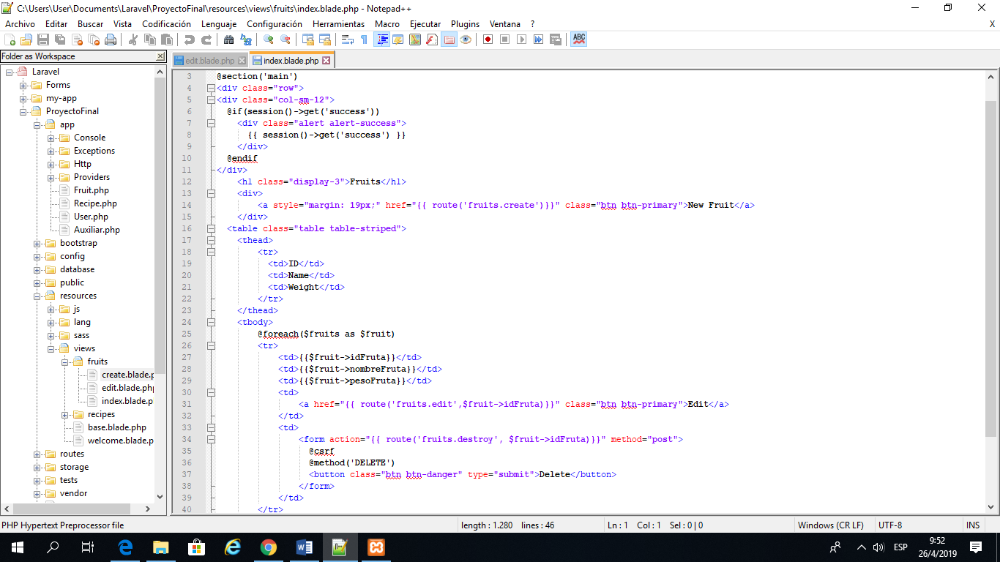 C:\Users\User\Documents\Laravel\ProyectoFinal\resources\views\fruits\index.blade.php - Notepad++
Archivo Editar Buscar Vista Codificación Lenguaje Configuración Herramientas Macro Ejecutar Plugins Ventana ? X
ABC
Folder as Workspace
edit.blade.php index.blade.php
Laravel
Forms
my-app
ProyectoFinal
app
Console
Exceptions
Http
Providers
Fruit.php
Recipe.php
User.php
Auxiliar.php
bootstrap
config
database
public
resources
js
lang
sass
views
fruits
create.blade.p
edit.blade.php
index.blade.p
recipes
base.blade.php
welcome.blade.p
routes
storage
tests
vendor
3 @section('main')
4 <div class="row">
5 <div class="col-sm-12">
6 @if(session()->get('success'))
7 <div class="alert alert-success">
8 {{ session()->get('success') }}
9 </div>
10 @endif
11 </div>
12 <h1 class="display-3">Fruits</h1>
13 <div>
14 <a style="margin: 19px;" href="{{ route('fruits.create')}}" class="btn btn-primary">New Fruit</a>
15 </div>
16 <table class="table table-striped">
17 <thead>
18 <tr>
19 <td>ID</td>
20 <td>Name</td>
21 <td>Weight</td>
22 </tr>
23 </thead>
24 <tbody>
25 @foreach($fruits as $fruit)
26 <tr>
27 <td>{{$fruit->idFruta}}</td>
28 <td>{{$fruit->nombreFruta}}</td>
29 <td>{{$fruit->pesoFruta}}</td>
30 <td>
31 <a href="{{ route('fruits.edit',$fruit->idFruta)}}" class="btn btn-primary">Edit</a>
32 </td>
33 <td>
34 <form action="{{ route('fruits.destroy', $fruit->idFruta)}}" method="post">
35 @csrf
36 @method('DELETE')
37 <button class="btn btn-danger" type="submit">Delete</button>
38 </form>
39 </td>
40 </tr>
PHP Hypertext Preprocessor file length : 1.280 lines : 46 Ln : 1 Col : 1 Sel : 0 | 0 Windows (CR LF) UTF-8 INS
ESP
9:52
26/4/2019